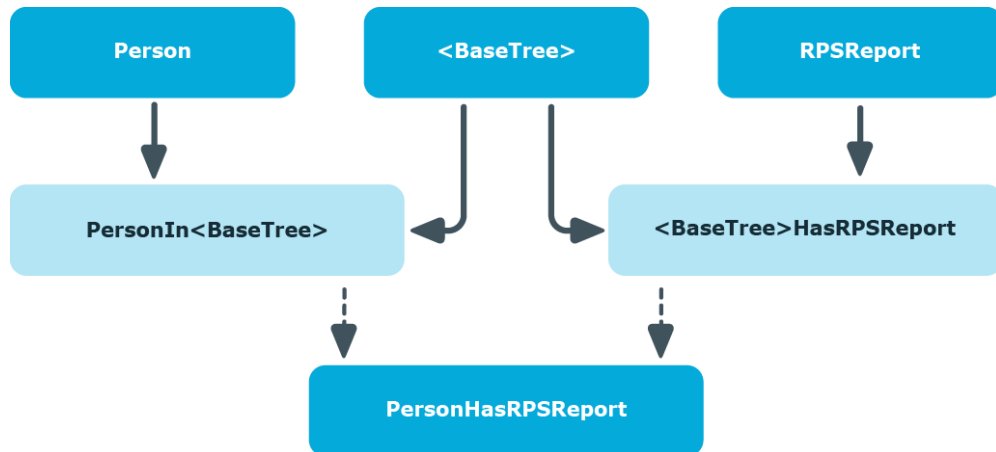 Person
<BaseTree>
RPSReport
PersonIn<BaseTree>
<BaseTree>HasRPSReport
PersonHasRPSReport